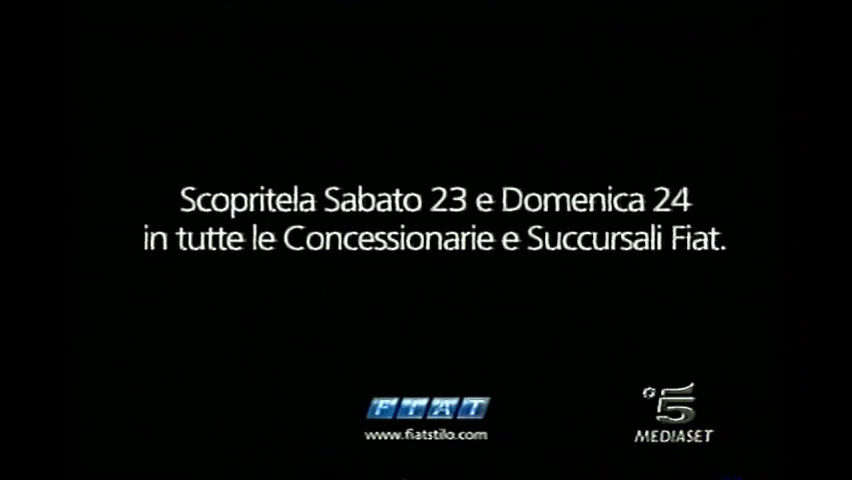 Scopritela Sabato 23 e Domenica 24
in tutte le Concessionarie e Succursali Fiat.
FIAT
www.fiatstilo.com
5
MEDIASET